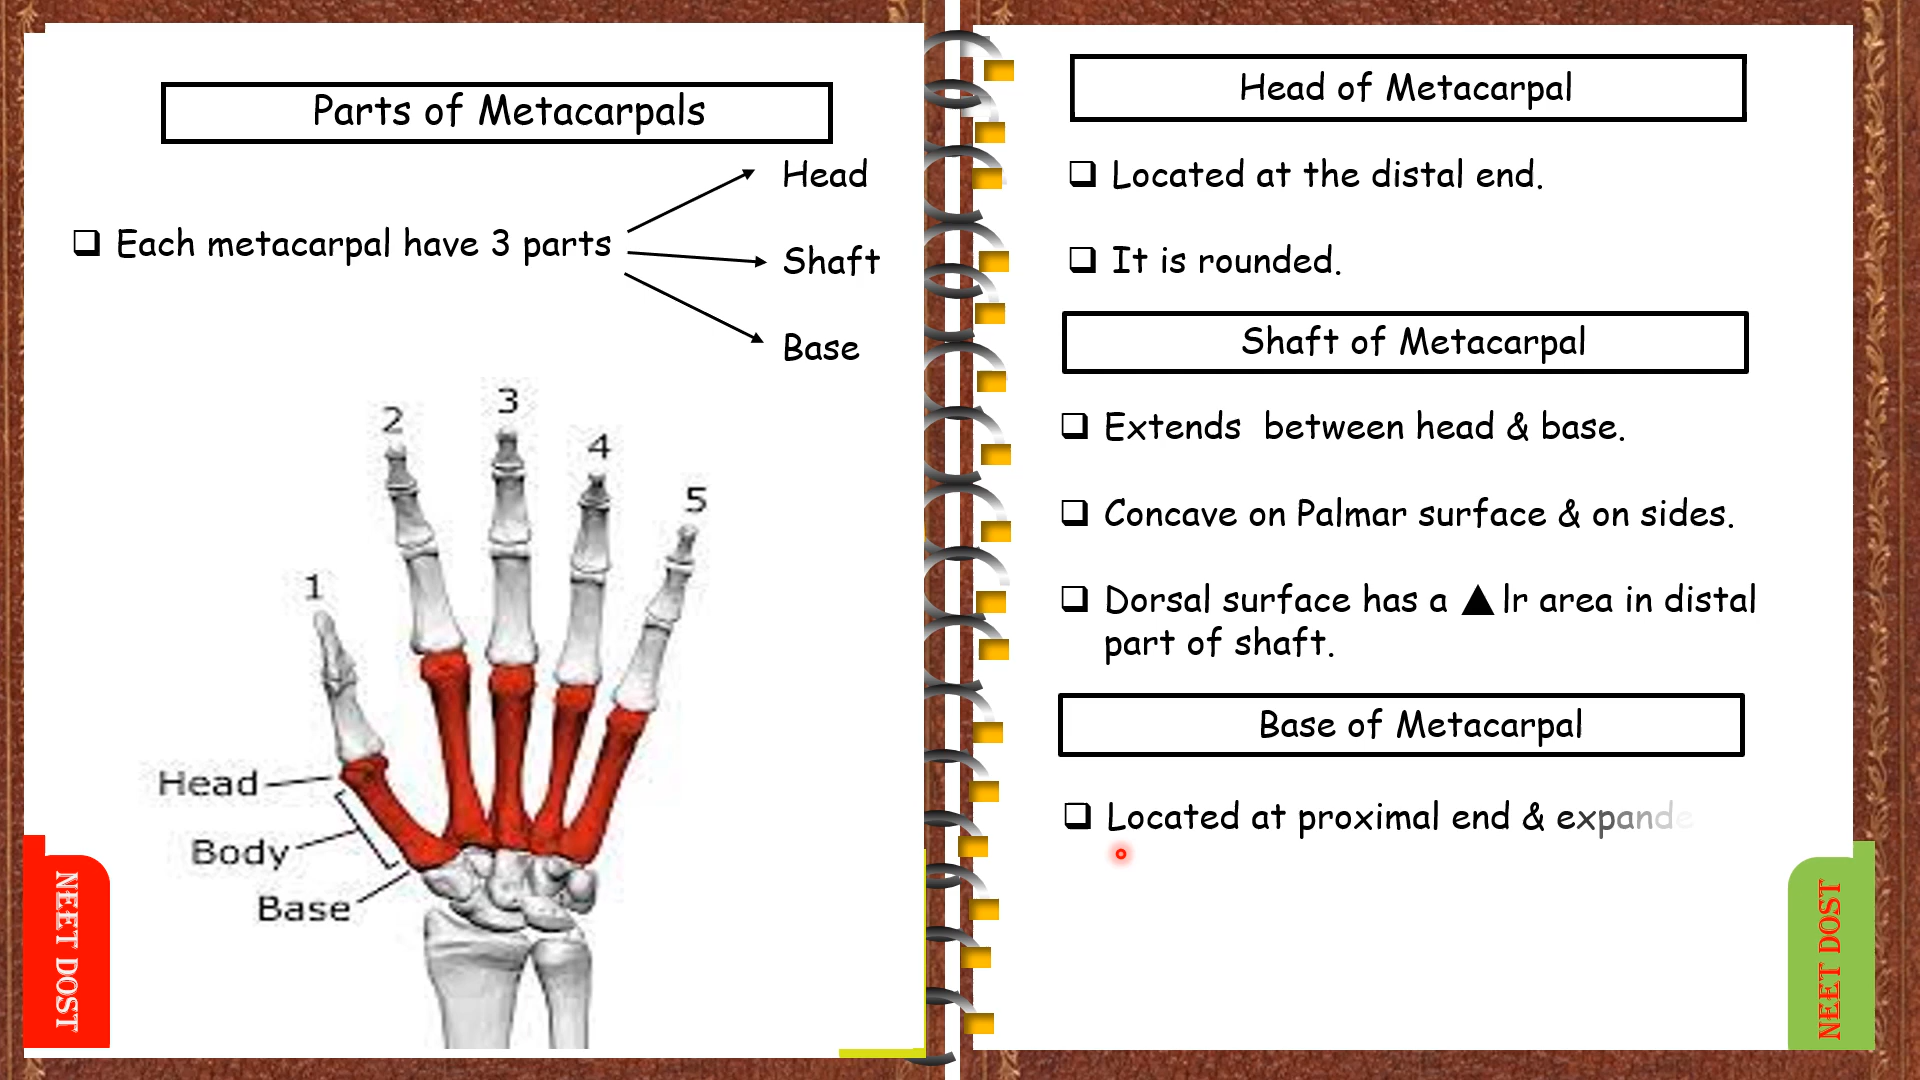 Parts of Metacarpals
Each metacarpal have 3 parts
Head
Shaft
Base
2
3
4
5
1
Head
Body
Base
NEET DOST
Head of Metacarpal
Located at the distal end.
It is rounded.
Shaft of Metacarpal
Extends between head & base.
Concave on Palmar surface & on sides.
Dorsal surface has a ▲lr area in distal
part of shaft.
Base of Metacarpal
Located at proximal end & expande
NEET DOST